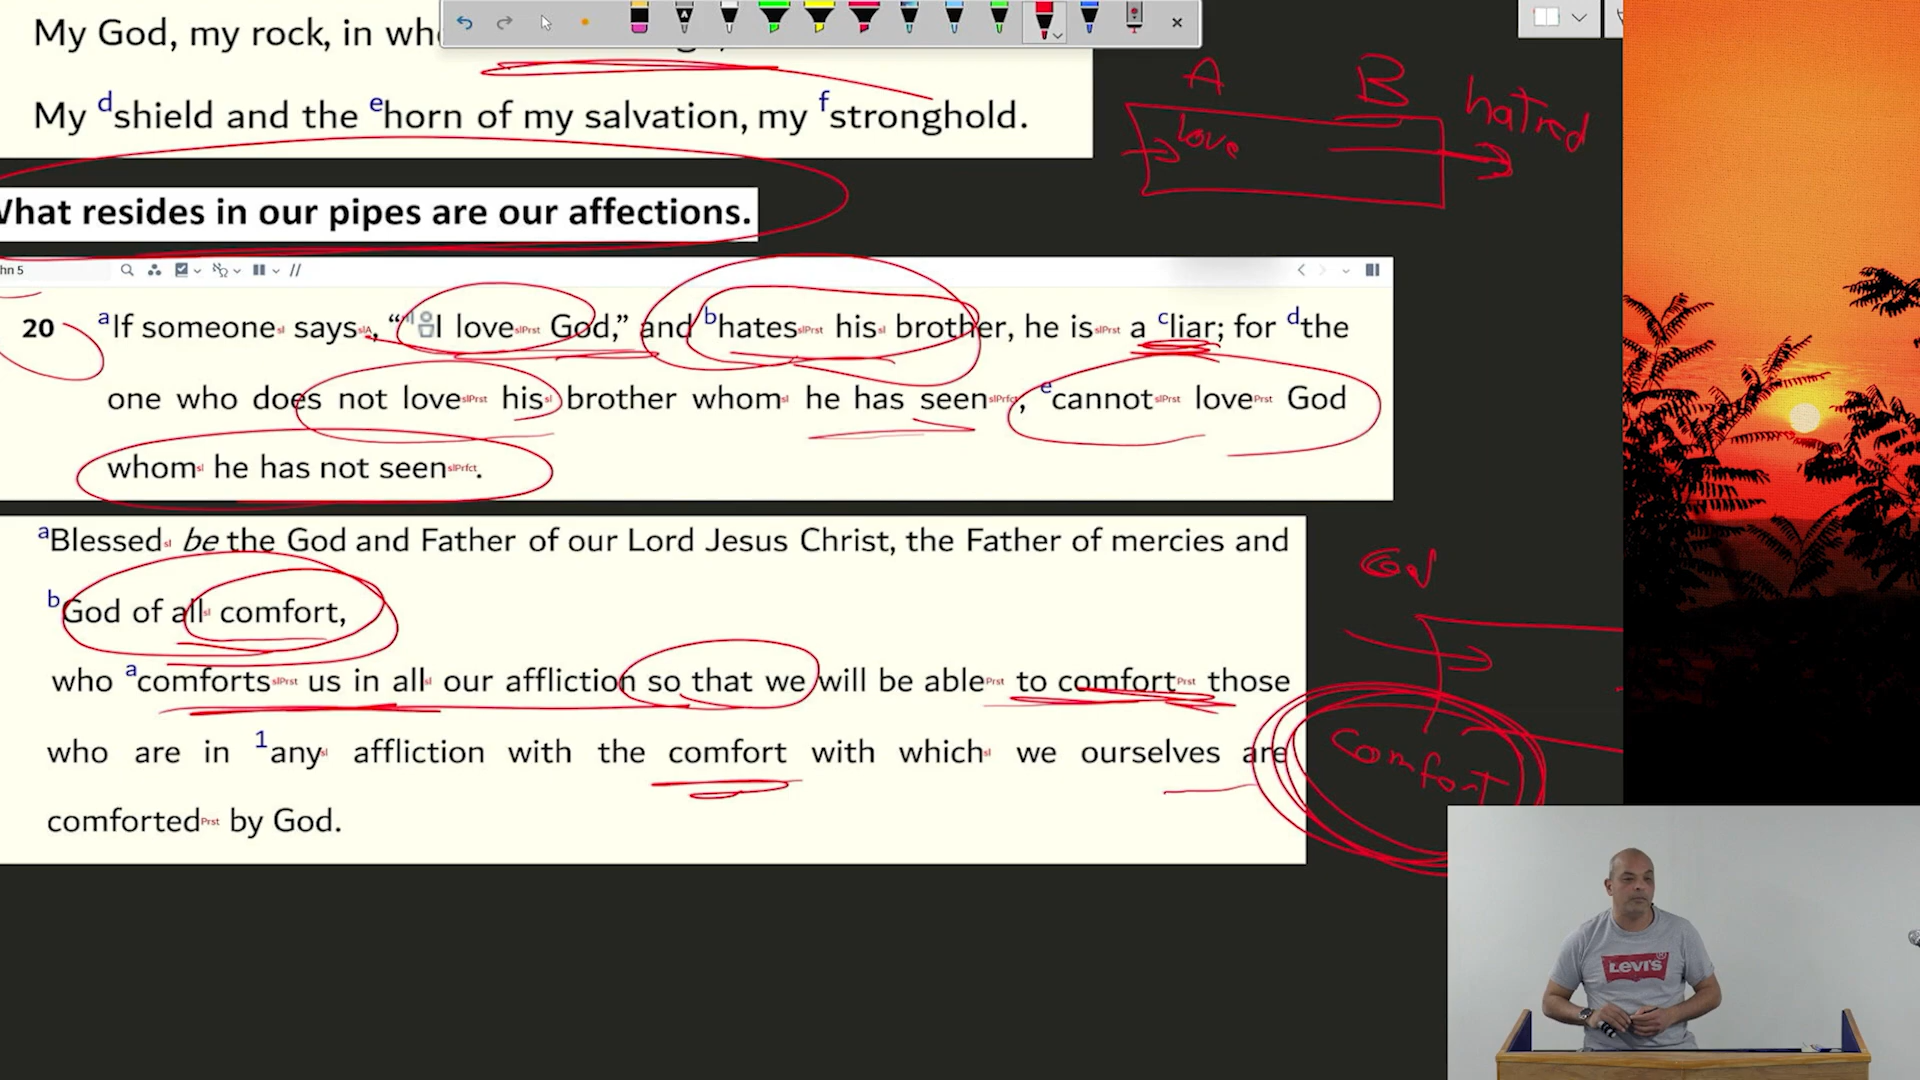 My God, my rock, in
My dshield and the ehorn of my salvation, my fstronghold.
A
B
love
hatred
What resides in our pipes are our affections.
hn 5
20 aIf someone says, “I love God,” and bhates his brother, he is a cliar; for dthe
one who does not love his brother whom he has seen, ecannot love God
whom he has not seen.
aBlessed be the God and Father of our Lord Jesus Christ, the Father of mercies and
bGod of all comfort,
who acomforts us in all our affliction so that we will be able to comfort those
who are in 1any affliction with the comfort with which we ourselves are
comforted by God.
God
Comfort
LEVI'S